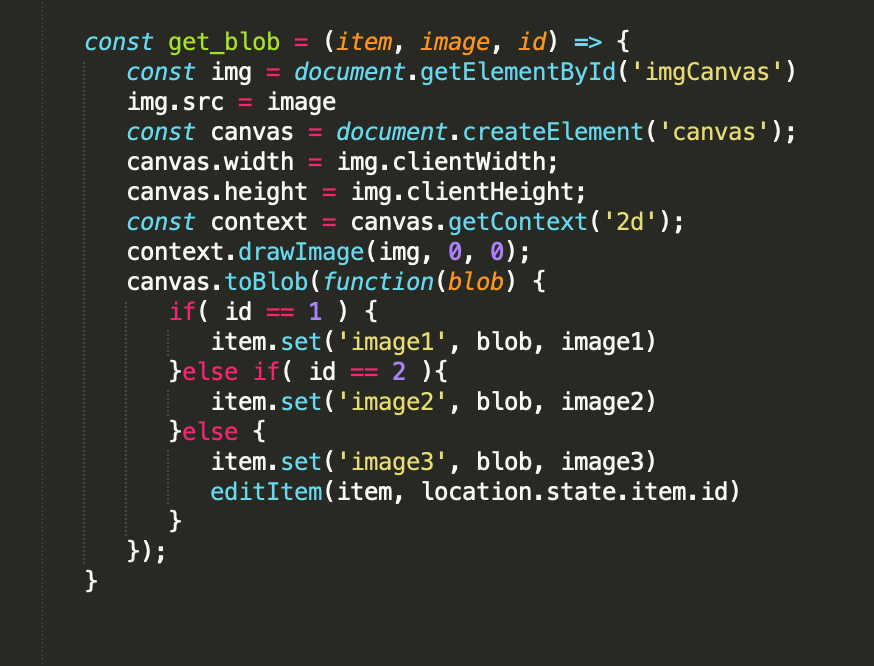 const get_blob = (item, image, id) => {
const img = document.getElementById('imgCanvas')
img.src = image
const canvas = document.createElement('canvas');
canvas.width = img.clientWidth;
canvas.height = img.clientHeight;
const context = canvas.getContext('2d');
context.drawImage(img, 0, 0);
canvas.toBlob(function(blob) {
if( id == 1 ) {
item.set('image1', blob, image1)
}else if( id == 2 ){
item.set('image2', blob, image2)
}else {
item.set('image3', blob, image3)
editItem(item, location.state.item.id)
}
});
}